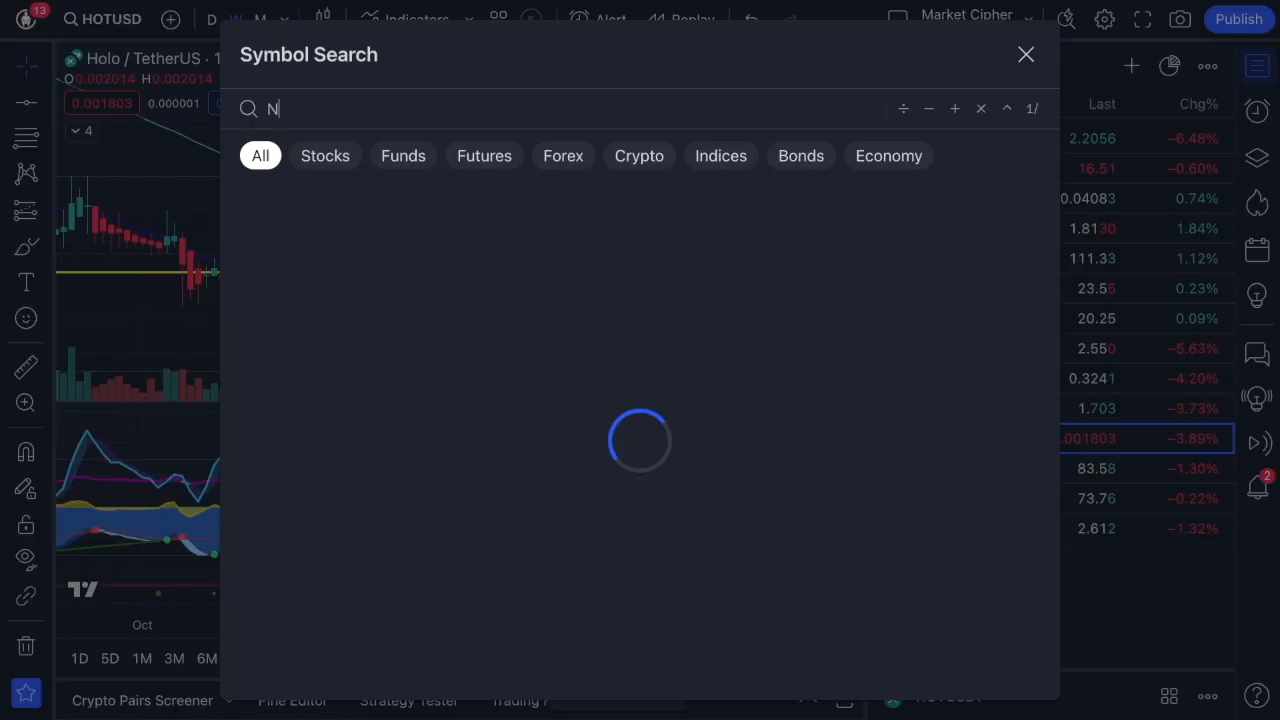 13
HOTUSD
D
W
M
Indicators
Alert
Replay
Market Cipher
Publish
Holo / TetherUS · 1
O0.002014 H0.002014
0.001803
0.000001
4
Symbol Search
N
÷ − + × ^ 1/
All
Stocks
Funds
Futures
Forex
Crypto
Indices
Bonds
Economy
Last Chg%
2.2056 −6.48%
16.51 −0.60%
0.04083 0.74%
1.8130 1.84%
111.33 1.12%
23.55 0.23%
20.25 0.09%
2.550 −5.63%
0.3241 −4.20%
1.703 −3.73%
.001803 −3.89%
83.58 −1.30%
73.76 −0.22%
2.612 −1.32%
2
Oct
1D 5D 1M 3M 6M
Crypto Pairs Screener
Pine Editor
Strategy Tester